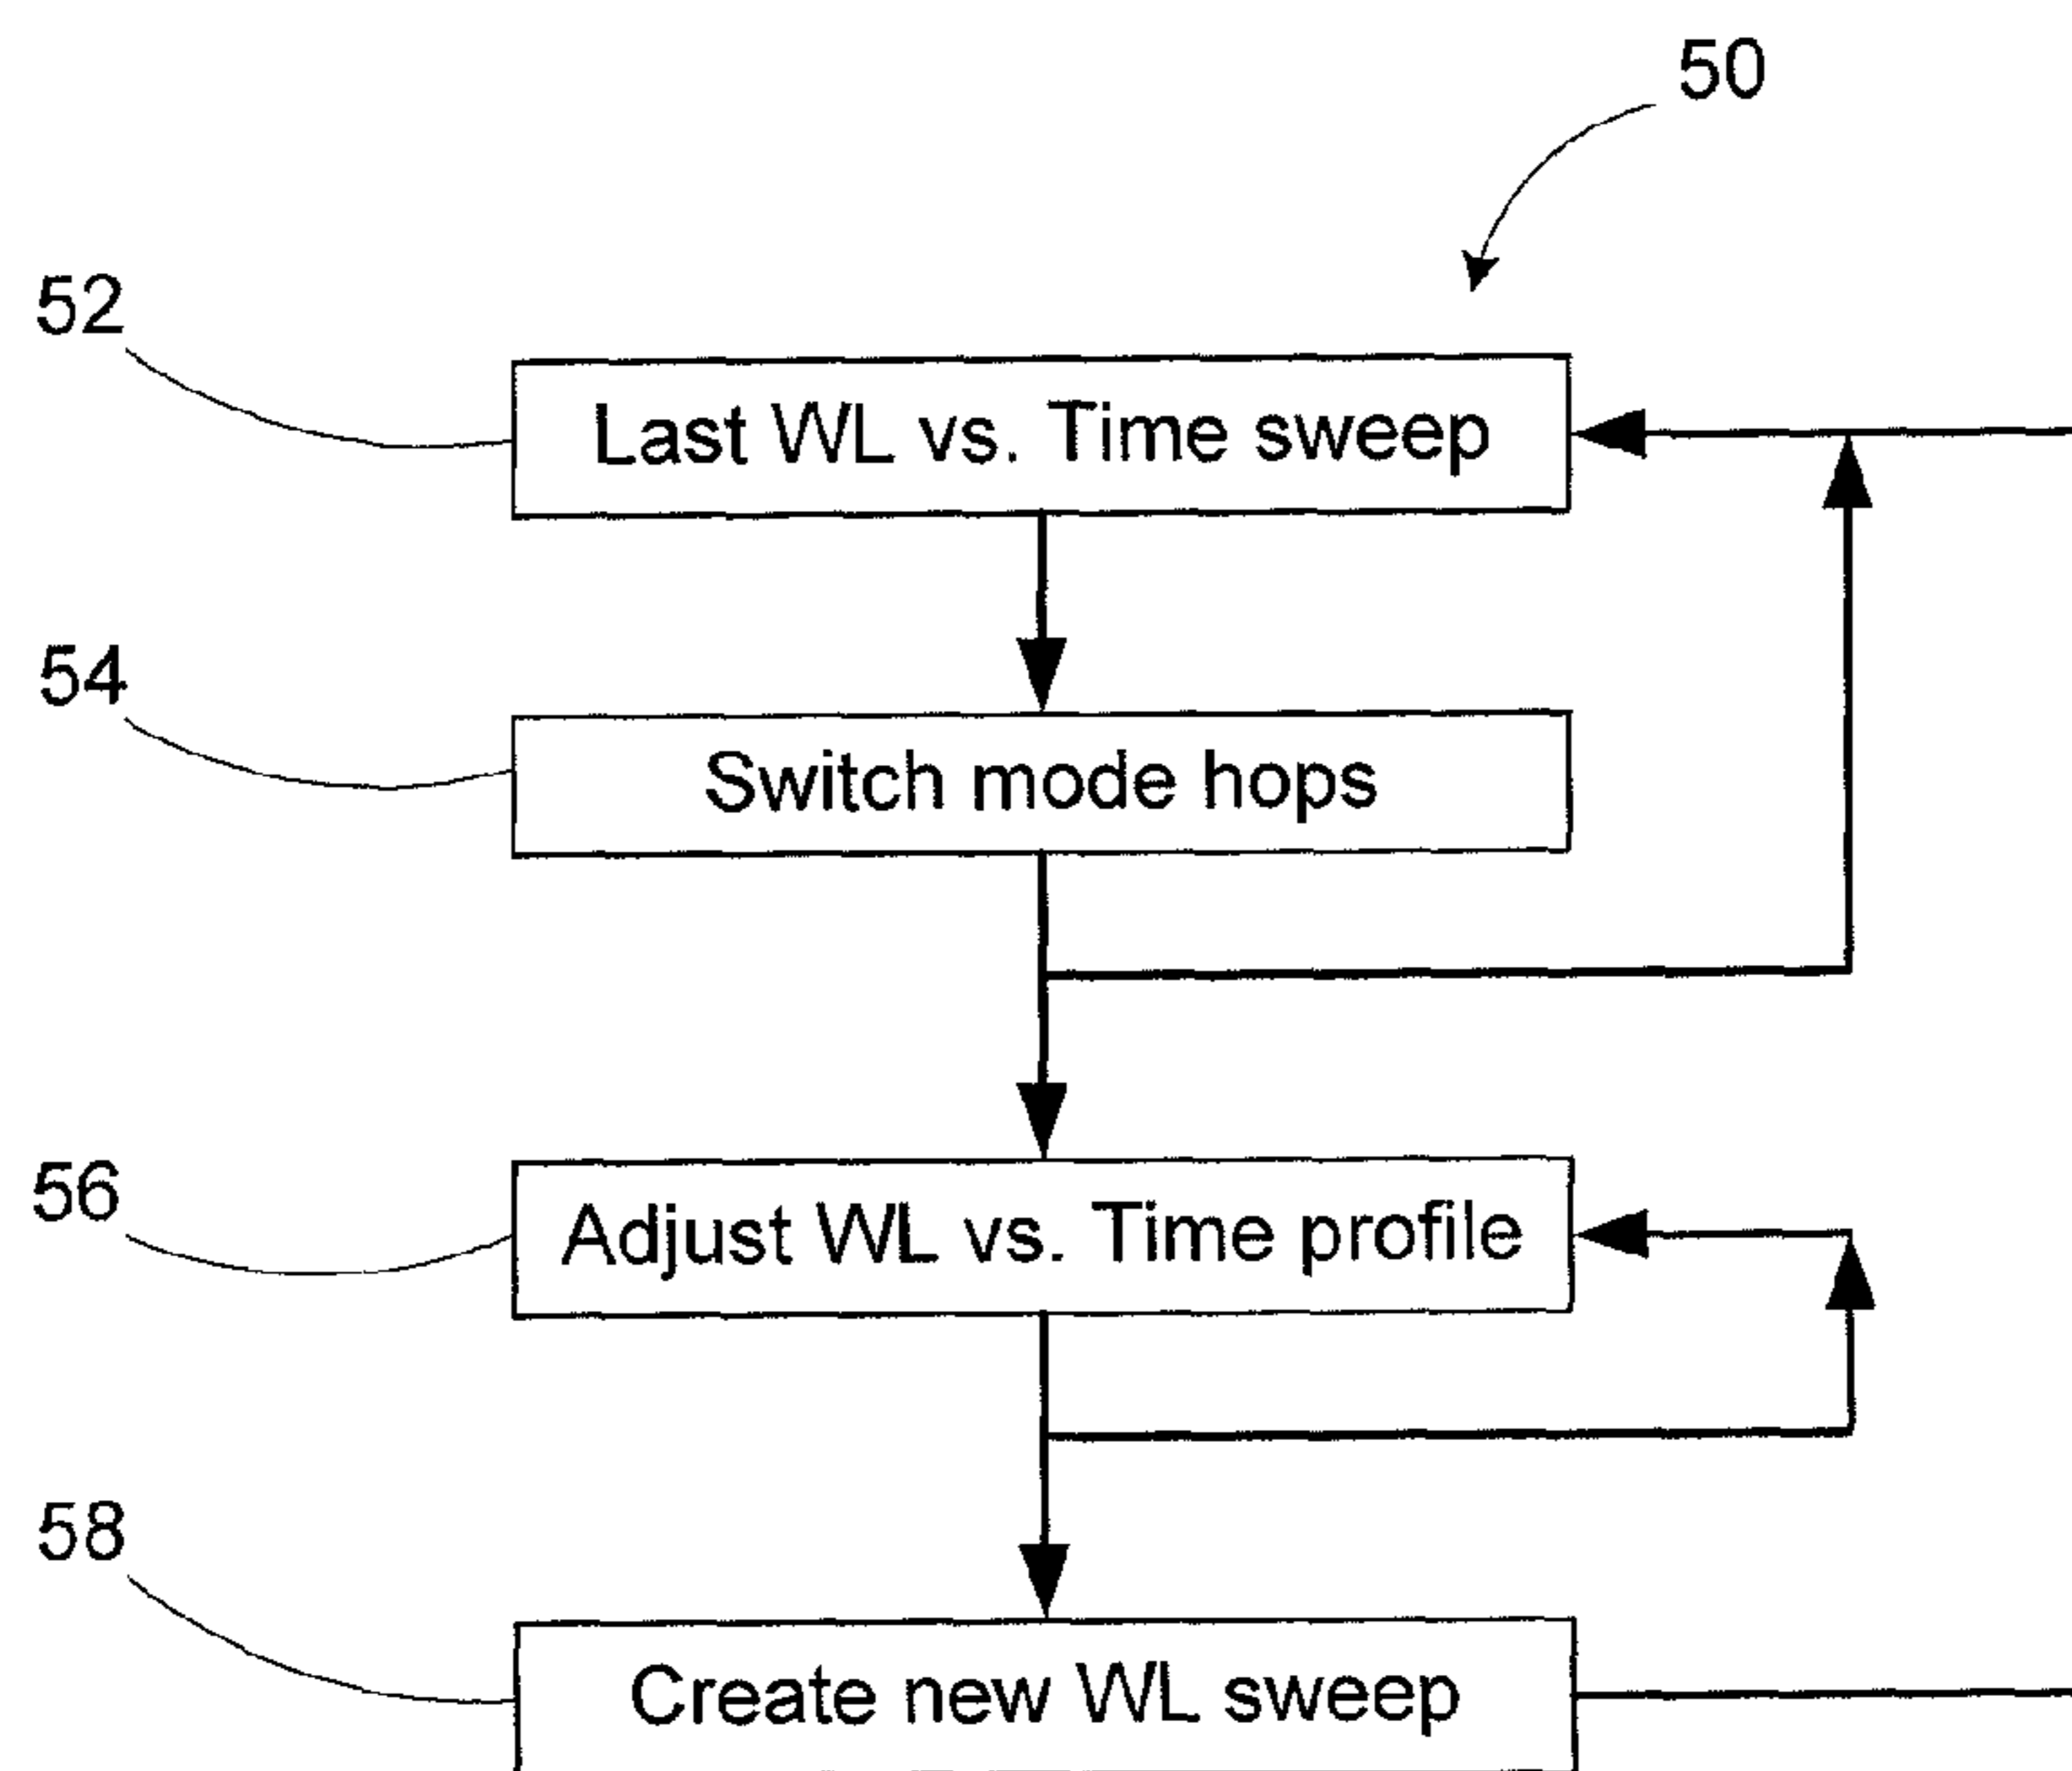 50
52
Last WL vs. Time sweep
54
Switch mode hops
56
Adjust WL vs. Time profile
58
Create new WL sweep